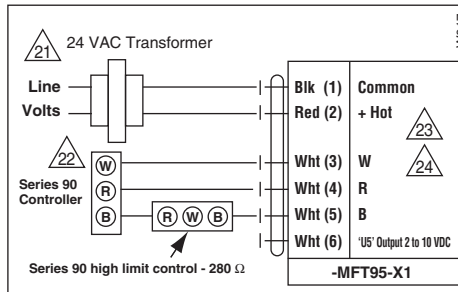 21 24 VAC Transformer
Line
Volts
Blk (1) Common
Red (2) + Hot
23
22
24
Series 90
Controller
W
R
B
R W B
Wht (3) W
Wht (4) R
Wht (5) B
Wht (6) 'U5' Output 2 to 10 VDC
Series 90 high limit control - 280 Ω
-MFT95-X1